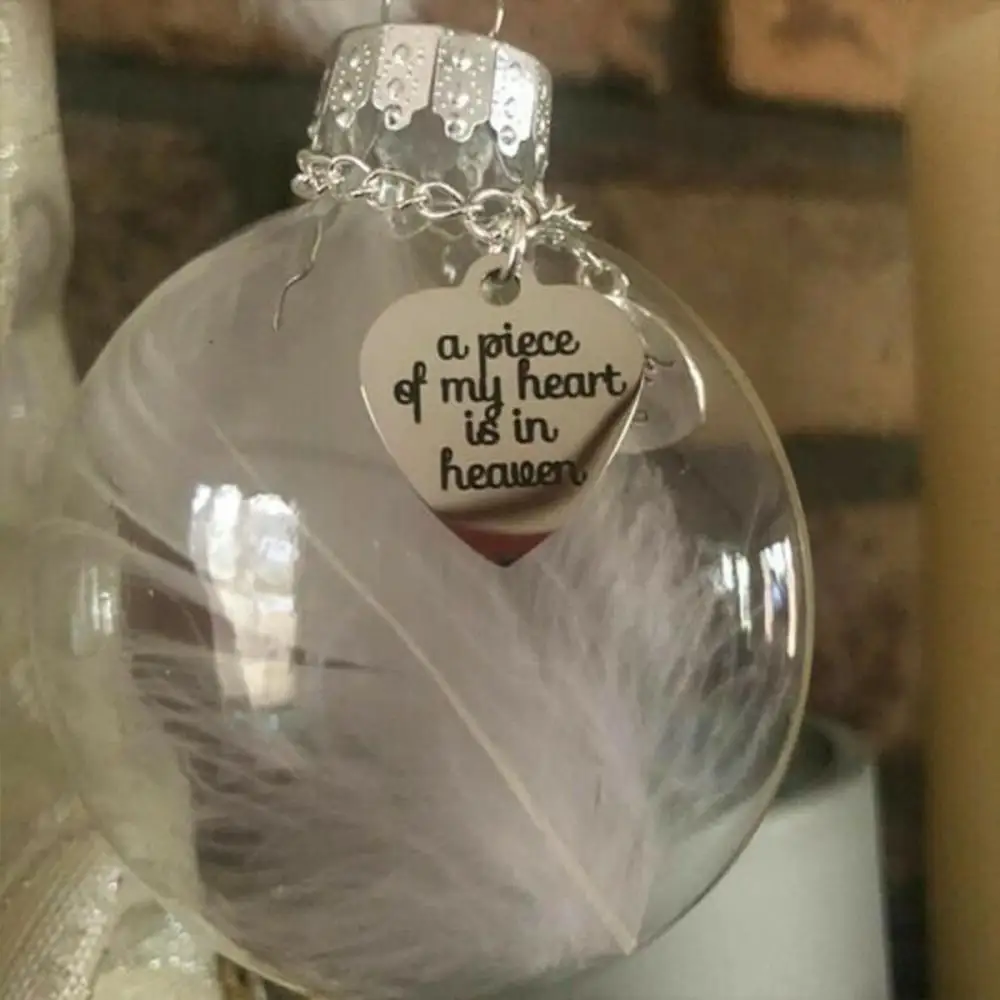 a piece
of my heart
is in
heaven